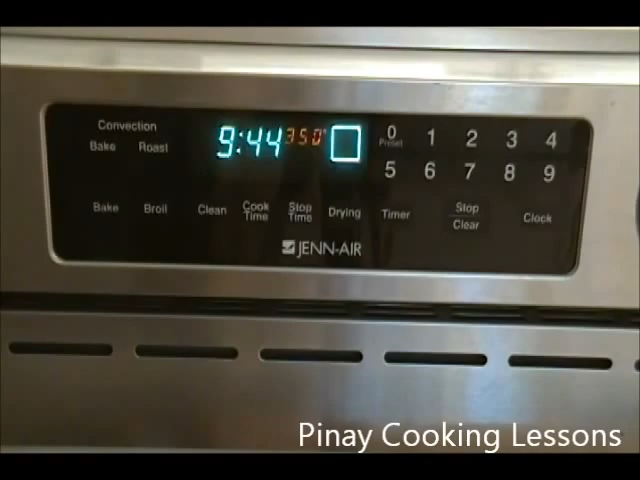 Convection
Bake Roast
9:44 350°
0 1 2 3 4
Preset
5 6 7 8 9
Bake Broil Clean Cook Time Stop Time Drying Timer Stop Clear Clock
JENN-AIR
Pinay Cooking Lessons